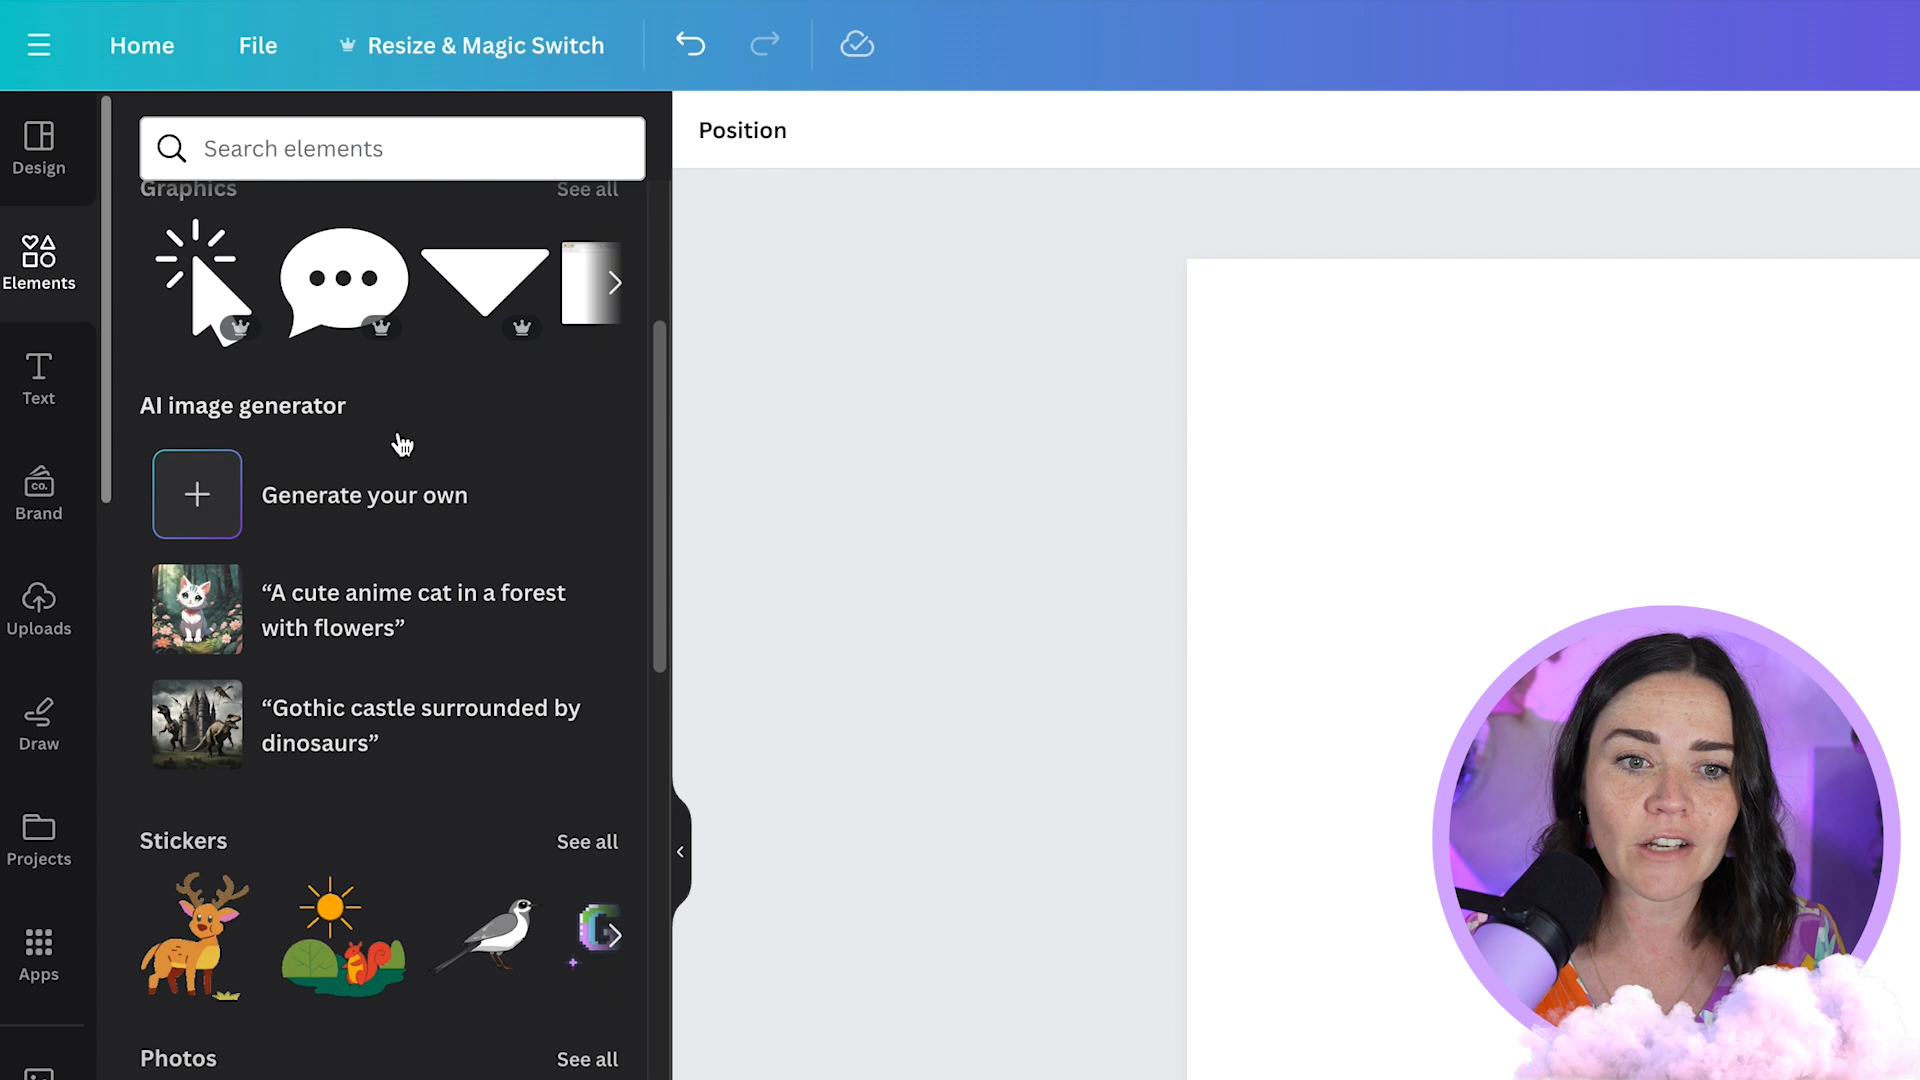 Home File Resize & Magic Switch
Position
Search elements
Design
Elements
Text
Brand
CO.
Uploads
Draw
Projects
Apps
Graphics See all
AI image generator
Generate your own
“A cute anime cat in a forest
with flowers”
“Gothic castle surrounded by
dinosaurs”
Stickers See all
G
Photos See all